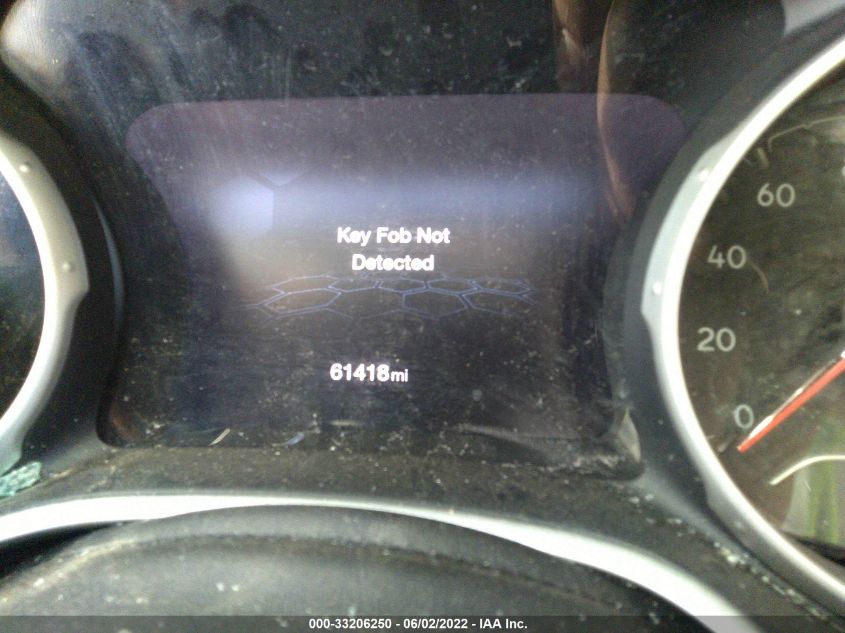 Key Fob Not
Detected
61418mi
60
40
20
0
000-33206250 - 06/02/2022 - IAA Inc.